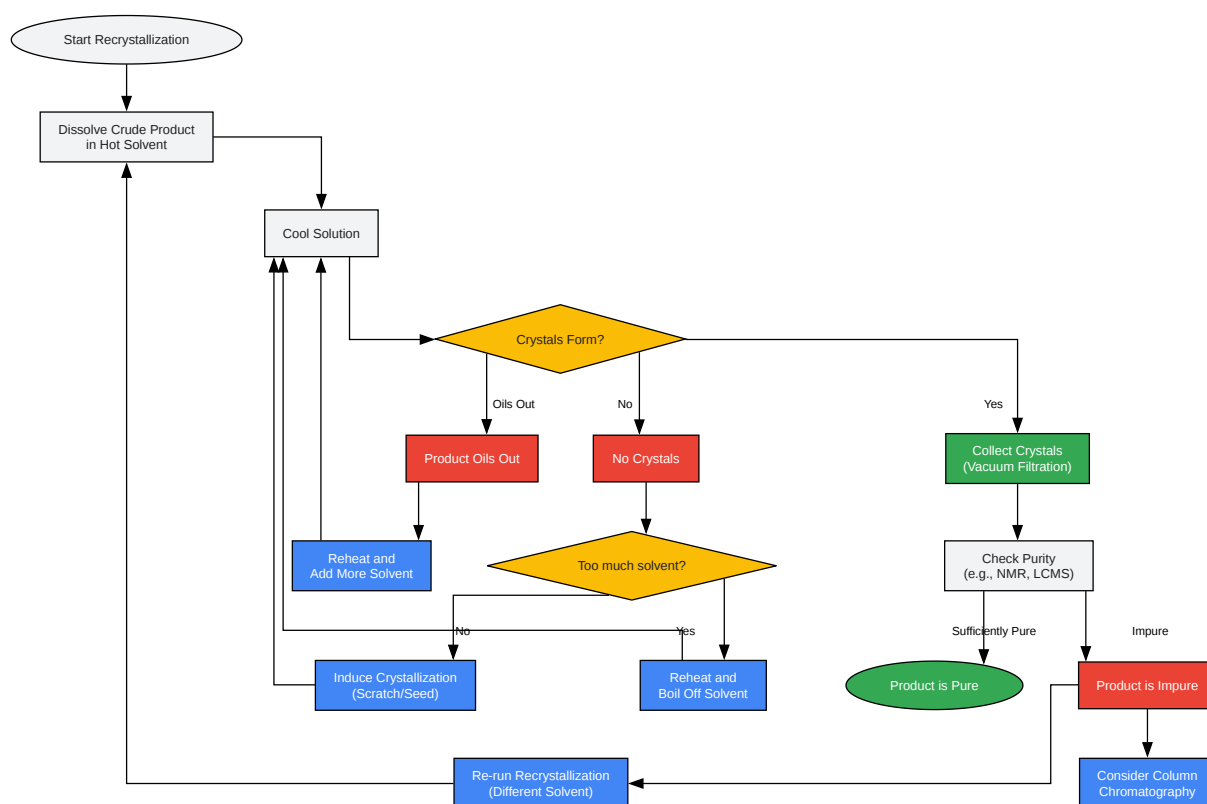 Start Recrystallization
Dissolve Crude Product
in Hot Solvent
Cool Solution
Crystals Form?
Oils Out
No
Yes
Product Oils Out
No Crystals
Collect Crystals
(Vacuum Filtration)
Reheat and
Add More Solvent
Too much solvent?
Check Purity
(e.g., NMR, LCMS)
No
Yes
Sufficiently Pure
Impure
Induce Crystallization
(Scratch/Seed)
Reheat and
Boil Off Solvent
Product is Pure
Product is Impure
Re-run Recrystallization
(Different Solvent)
Consider Column
Chromatography